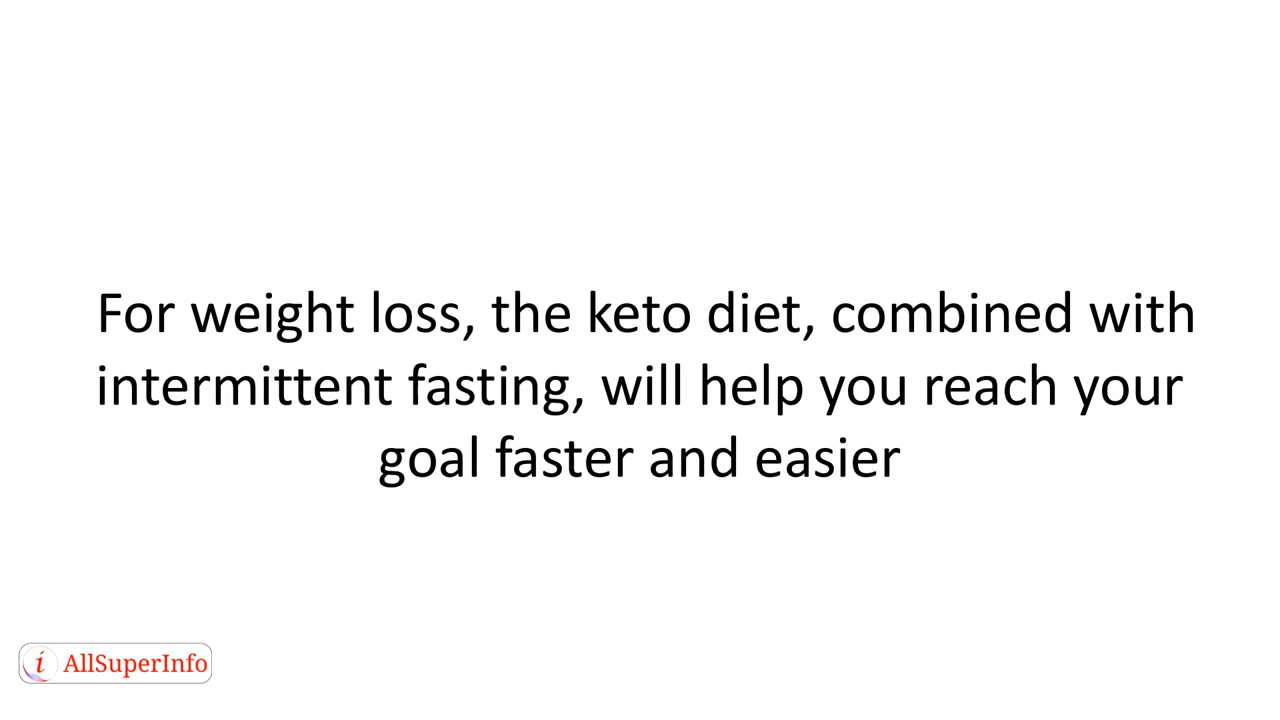 For weight loss, the keto diet, combined with
intermittent fasting, will help you reach your
goal faster and easier
i AllSuperInfo